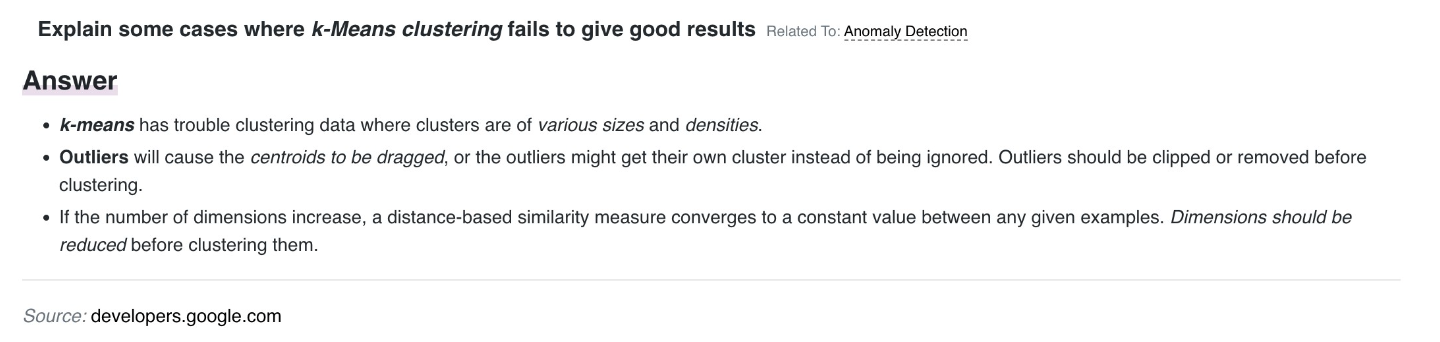 Explain some cases where k-Means clustering fails to give good results Related To: Anomaly Detection
Answer
• k-means has trouble clustering data where clusters are of various sizes and densities.
• Outliers will cause the centroids to be dragged, or the outliers might get their own cluster instead of being ignored. Outliers should be clipped or removed before
clustering.
• If the number of dimensions increase, a distance-based similarity measure converges to a constant value between any given examples. Dimensions should be
reduced before clustering them.
Source: developers.google.com